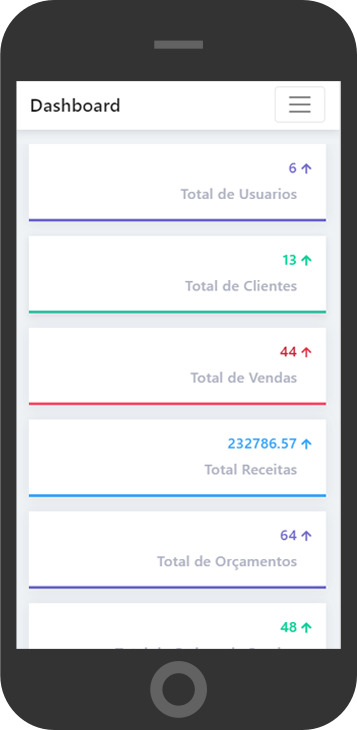 Dashboard
6
Total de Usuarios
13
Total de Clientes
44
Total de Vendas
232786.57
Total Receitas
64
Total de Orçamentos
48